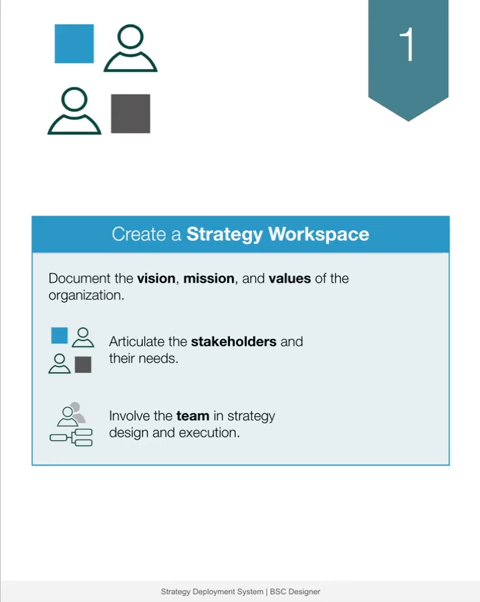 1
Create a Strategy Workspace
Document the vision, mission, and values of the
organization.
Articulate the stakeholders and
their needs.
Involve the team in strategy
design and execution.
Strategy Deployment System | BSC Designer